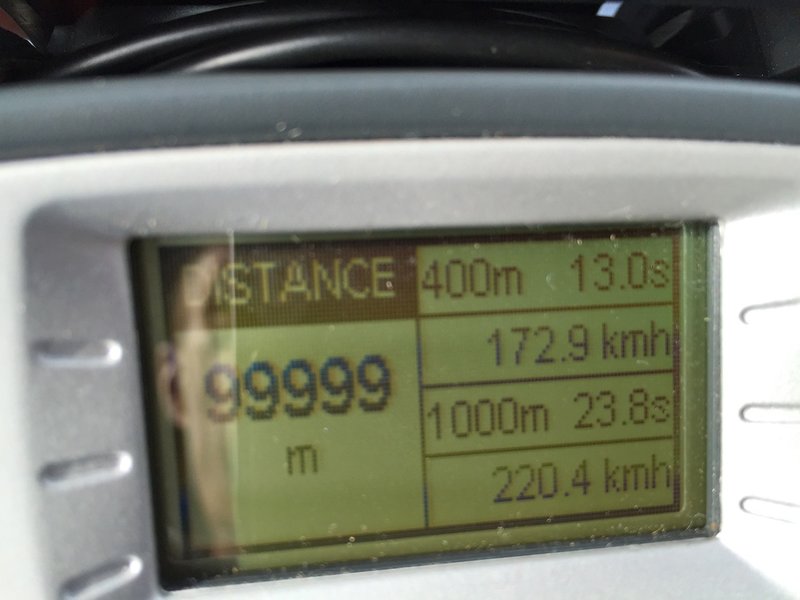 DISTANCE
99999
m
400m 13.0s
172.9 kmh
1000m 23.8s
220.4 kmh